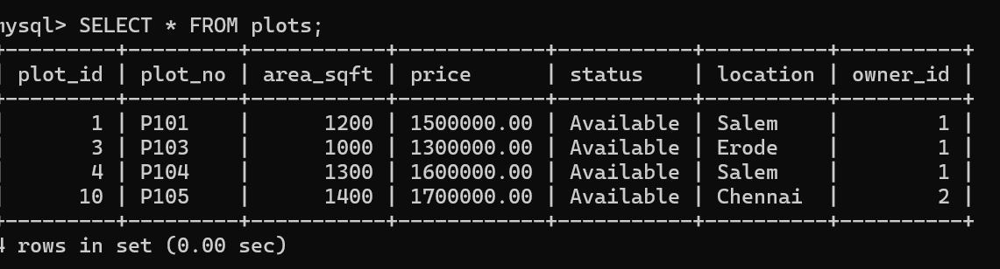 mysql> SELECT * FROM plots;
+---------+---------+-----------+------------+-----------+----------+----------+
| plot_id | plot_no | area_sqft | price      | status    | location | owner_id |
+---------+---------+-----------+------------+-----------+----------+----------+
|       1 | P101    |      1200 | 1500000.00 | Available | Salem    |        1 |
|       3 | P103    |      1000 | 1300000.00 | Available | Erode    |        1 |
|       4 | P104    |      1300 | 1600000.00 | Available | Salem    |        1 |
|      10 | P105    |      1400 | 1700000.00 | Available | Chennai  |        2 |
+---------+---------+-----------+------------+-----------+----------+----------+
4 rows in set (0.00 sec)